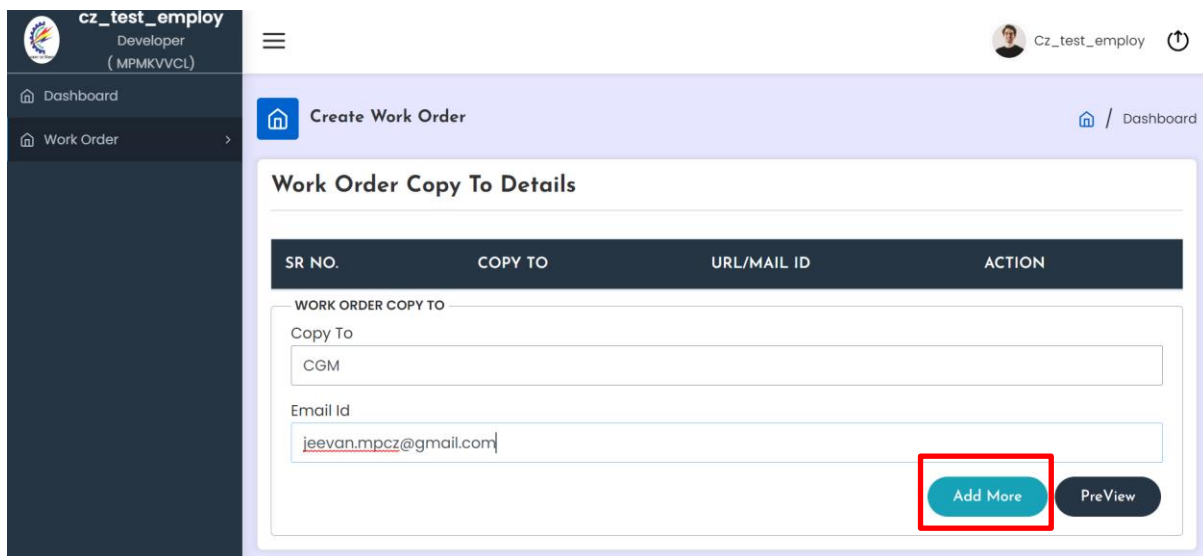 cz_test_employ
Developer
( MPMKVVCL)
Cz_test_employ
Dashboard
Work Order >
Create Work Order
/ Dashboard
Work Order Copy To Details
SR NO. COPY TO URL/MAIL ID ACTION
WORK ORDER COPY TO
Copy To
CGM
Email Id
jeevan.mpcz@gmail.com
Add More PreView